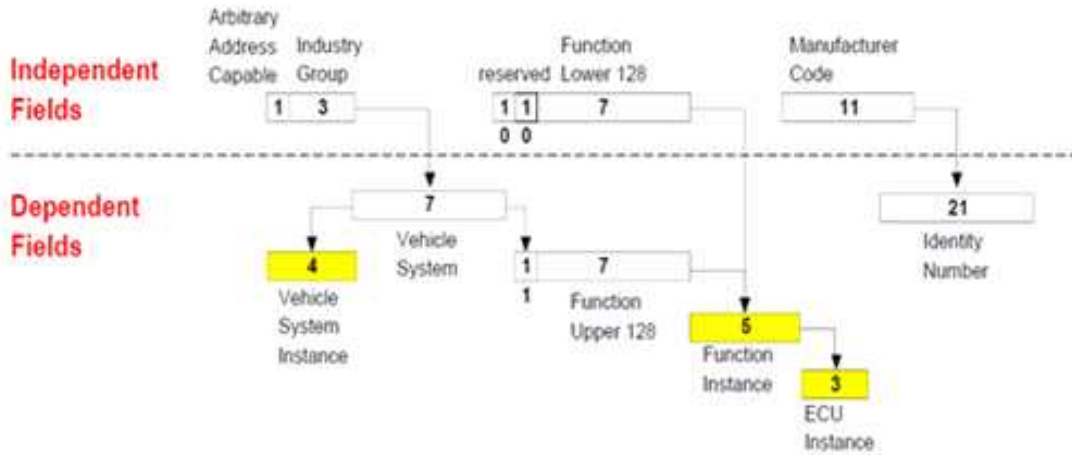 Arbitrary
Address
Capable
Industry
Group
Independent
Fields
1
3
reserved
Function
Lower 128
1
1
7
0
0
Manufacturer
Code
11
Dependent
Fields
7
Vehicle
System
4
Vehicle
System
Instance
1
7
1
Function
Upper 128
21
Identity
Number
5
Function
Instance
3
ECU
Instance